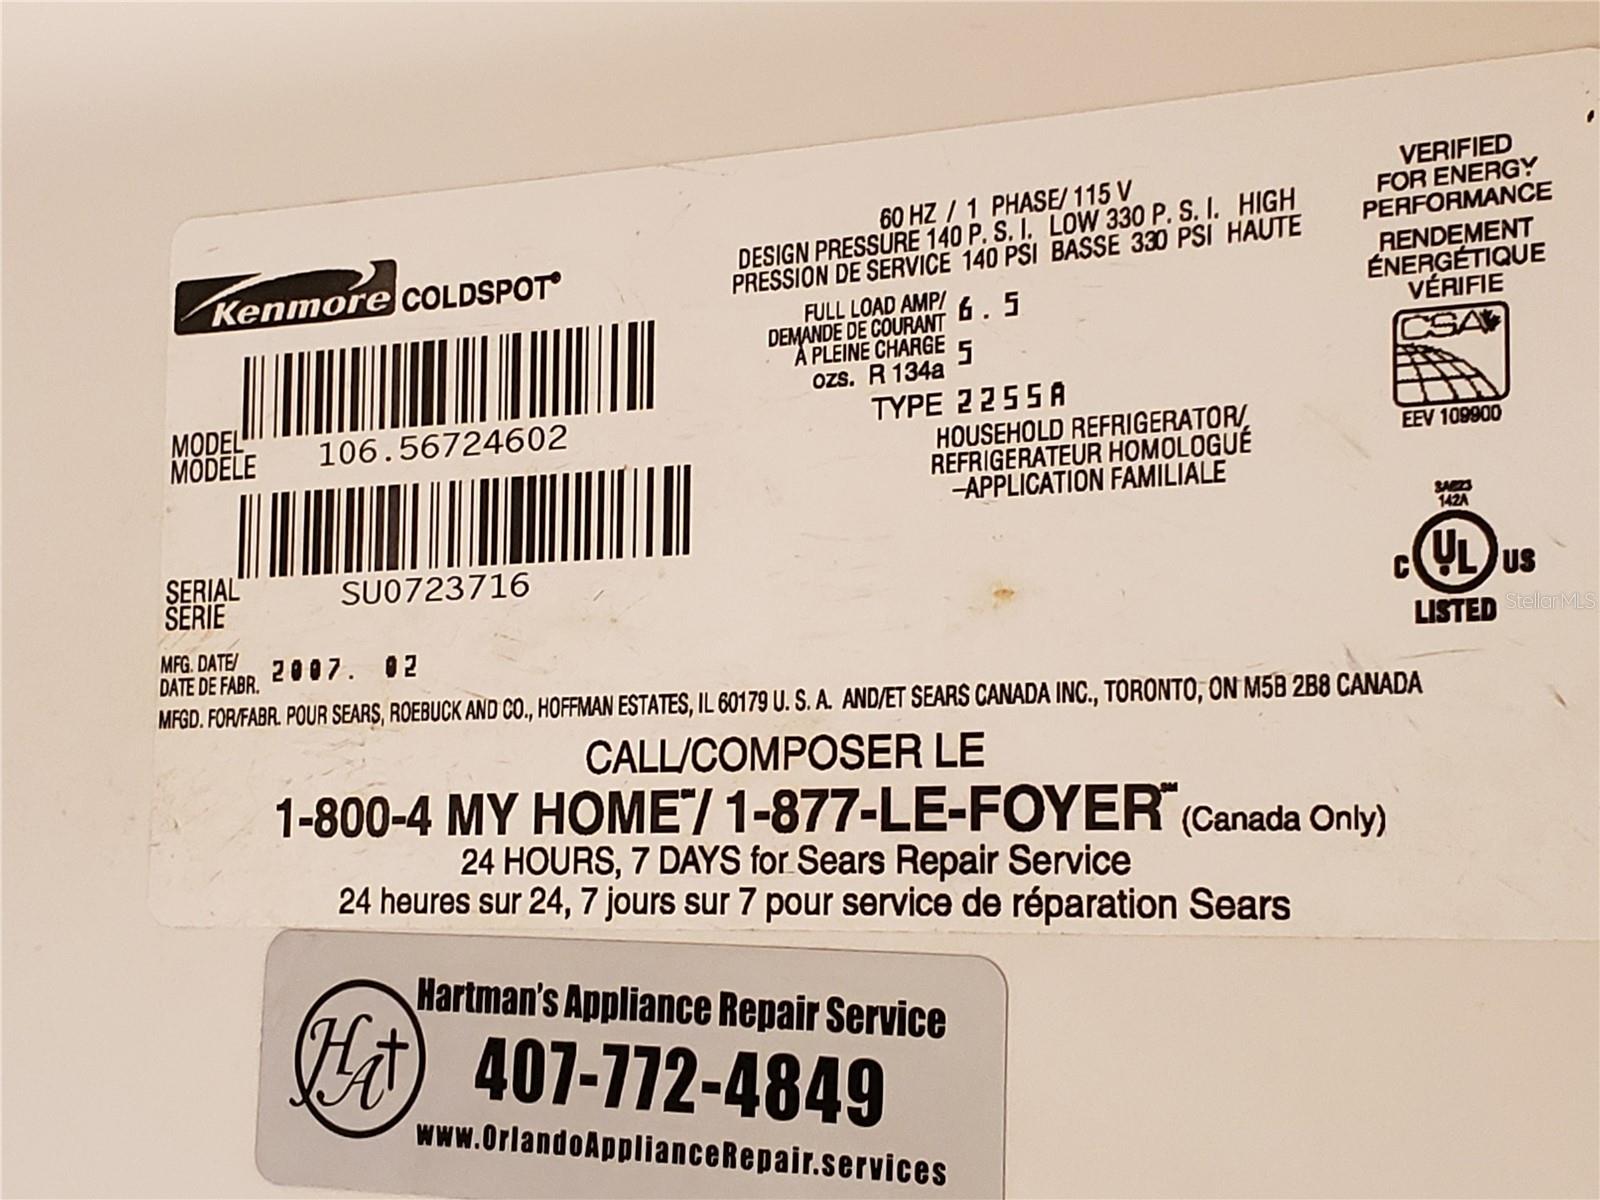 Kenmore COLDSPOT®
MODEL
MODÈLE
106.56724602
SERIAL
SERIE
SU0723716
MFG. DATE/
DATE DE FABR.
2007. 02
60 HZ / 1 PHASE/ 115 V
DESIGN PRESSURE 140 P. S. I. LOW 330 P. S. I. HIGH
PRESSION DE SERVICE 140 PSI BASSE 330 PSI HAUTE
FULL LOAD AMP/
DEMANDE DE COURANT
À PLEINE CHARGE
6.5
ozs. R 134a 5
TYPE 2255A
HOUSEHOLD REFRIGERATOR/
REFRIGERATEUR HOMOLOGUÉ
–APPLICATION FAMILIALE
VERIFIED
FOR ENERGY
PERFORMANCE
RENDEMENT
ÉNERGÉTIQUE
VÉRIFIE
CSA
EEV 109900
142A
C UL US
LISTED
MFGD. FOR/FABR. POUR SEARS, ROEBUCK AND CO., HOFFMAN ESTATES, IL 60179 U. S. A. AND/ET SEARS CANADA INC., TORONTO, ON M5B 2B8 CANADA
CALL/COMPOSER LE
1-800-4 MY HOME℠/ 1-877-LE-FOYER℠ (Canada Only)
24 HOURS, 7 DAYS for Sears Repair Service
24 heures sur 24, 7 jours sur 7 pour service de réparation Sears
HA
Hartman's Appliance Repair Service
407-772-4849
www.OrlandoApplianceRepair.services
StellarMLS